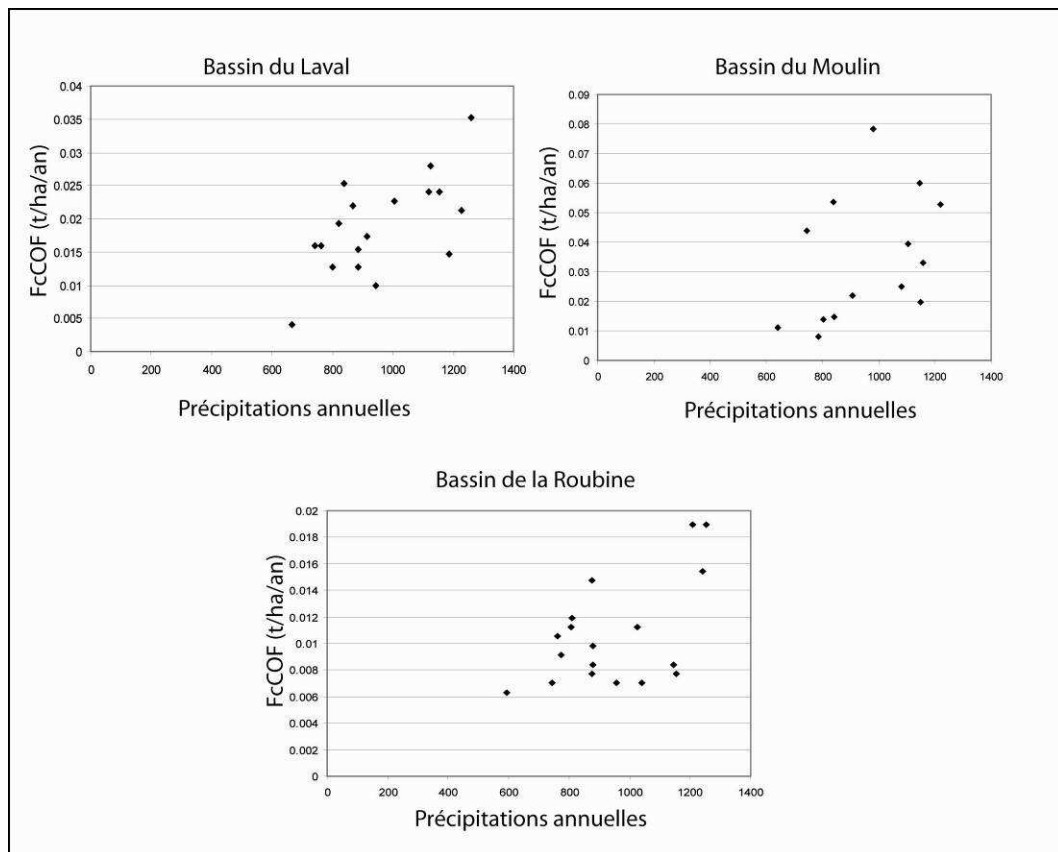 Bassin du Laval
FcCOF (t/ha/an)
0.04
0.035
0.03
0.025
0.02
0.015
0.01
0.005
0
0 200 400 600 800 1000 1200 1400
Précipitations annuelles
Bassin du Moulin
FcCOF (t/ha/an)
0.09
0.08
0.07
0.06
0.05
0.04
0.03
0.02
0.01
0
0 200 400 600 800 1000 1200 1400
Précipitations annuelles
Bassin de la Roubine
FcCOF (t/ha/an)
0.02
0.018
0.016
0.014
0.012
0.01
0.008
0.006
0.004
0.002
0
0 200 400 600 800 1000 1200 1400
Précipitations annuelles